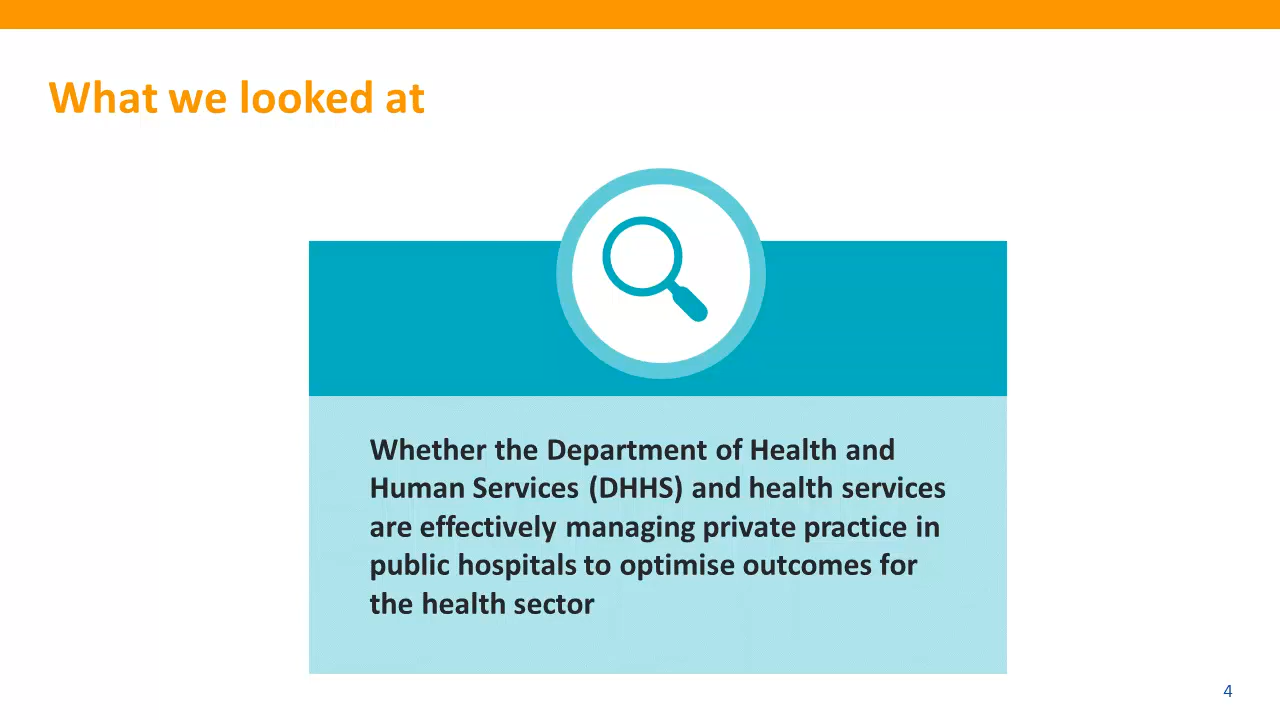 What we looked at
Whether the Department of Health and
Human Services (DHHS) and health services
are effectively managing private practice in
public hospitals to optimise outcomes for
the health sector
4